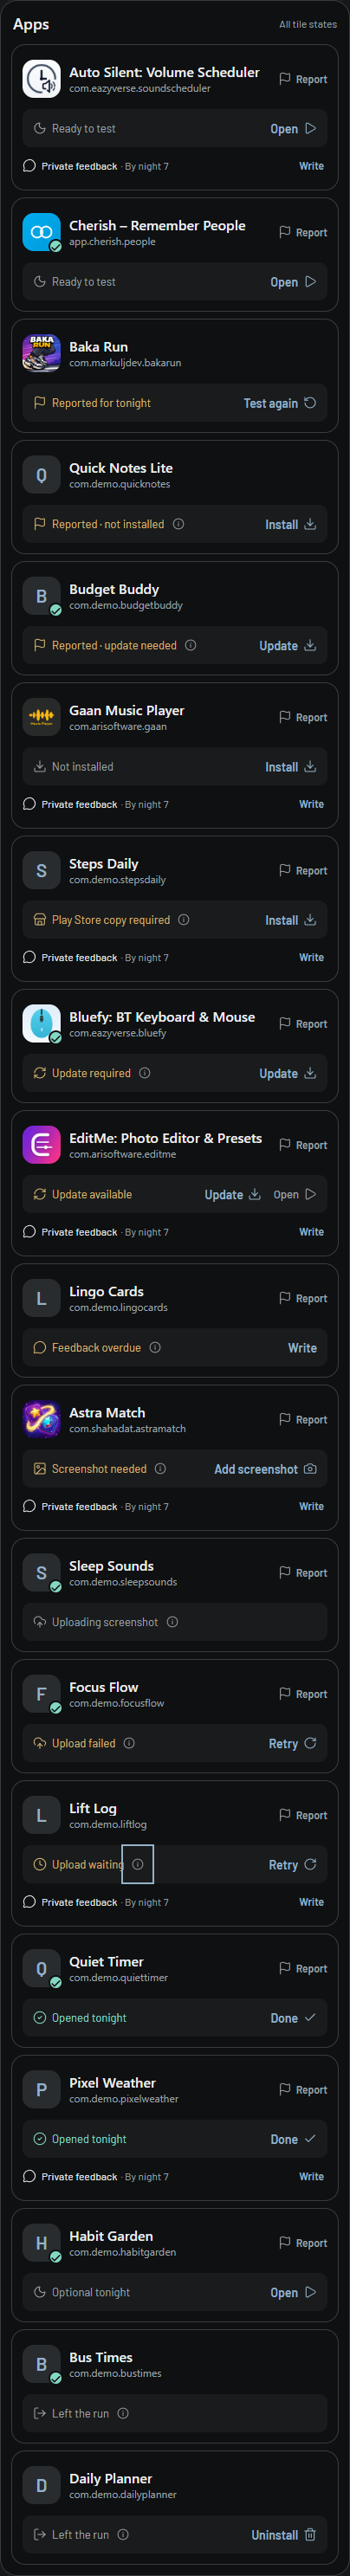 Apps
All tile states
Auto Silent: Volume Scheduler
com.eazyverse.soundscheduler
Report
Ready to test
Open
Private feedback · By night 7
Write
Cherish – Remember People
app.cherish.people
Report
Ready to test
Open
BAKA RUN
Baka Run
com.markuljdev.bakarun
Reported for tonight
Test again
Q
Quick Notes Lite
com.demo.quicknotes
Reported · not installed
Install
B
Budget Buddy
com.demo.budgetbuddy
Reported · update needed
Update
Music Player
Gaan Music Player
com.arisoftware.gaan
Report
Not installed
Install
Private feedback · By night 7
Write
S
Steps Daily
com.demo.stepsdaily
Report
Play Store copy required
Install
Private feedback · By night 7
Write
Bluefy: BT Keyboard & Mouse
com.eazyverse.bluefy
Report
Update required
Update
EditMe: Photo Editor & Presets
com.arisoftware.editme
Report
Update available
Update
Open
Private feedback · By night 7
Write
L
Lingo Cards
com.demo.lingocards
Report
Feedback overdue
Write
Astra Match
com.shahadat.astramatch
Report
Screenshot needed
Add screenshot
Private feedback · By night 7
Write
S
Sleep Sounds
com.demo.sleepsounds
Report
Uploading screenshot
F
Focus Flow
com.demo.focusflow
Report
Upload failed
Retry
L
Lift Log
com.demo.liftlog
Report
Upload waiting
Retry
Private feedback · By night 7
Write
Q
Quiet Timer
com.demo.quiettimer
Report
Opened tonight
Done
P
Pixel Weather
com.demo.pixelweather
Report
Opened tonight
Done
Private feedback · By night 7
Write
H
Habit Garden
com.demo.habitgarden
Report
Optional tonight
Open
B
Bus Times
com.demo.bustimes
Left the run
D
Daily Planner
com.demo.dailyplanner
Left the run
Uninstall